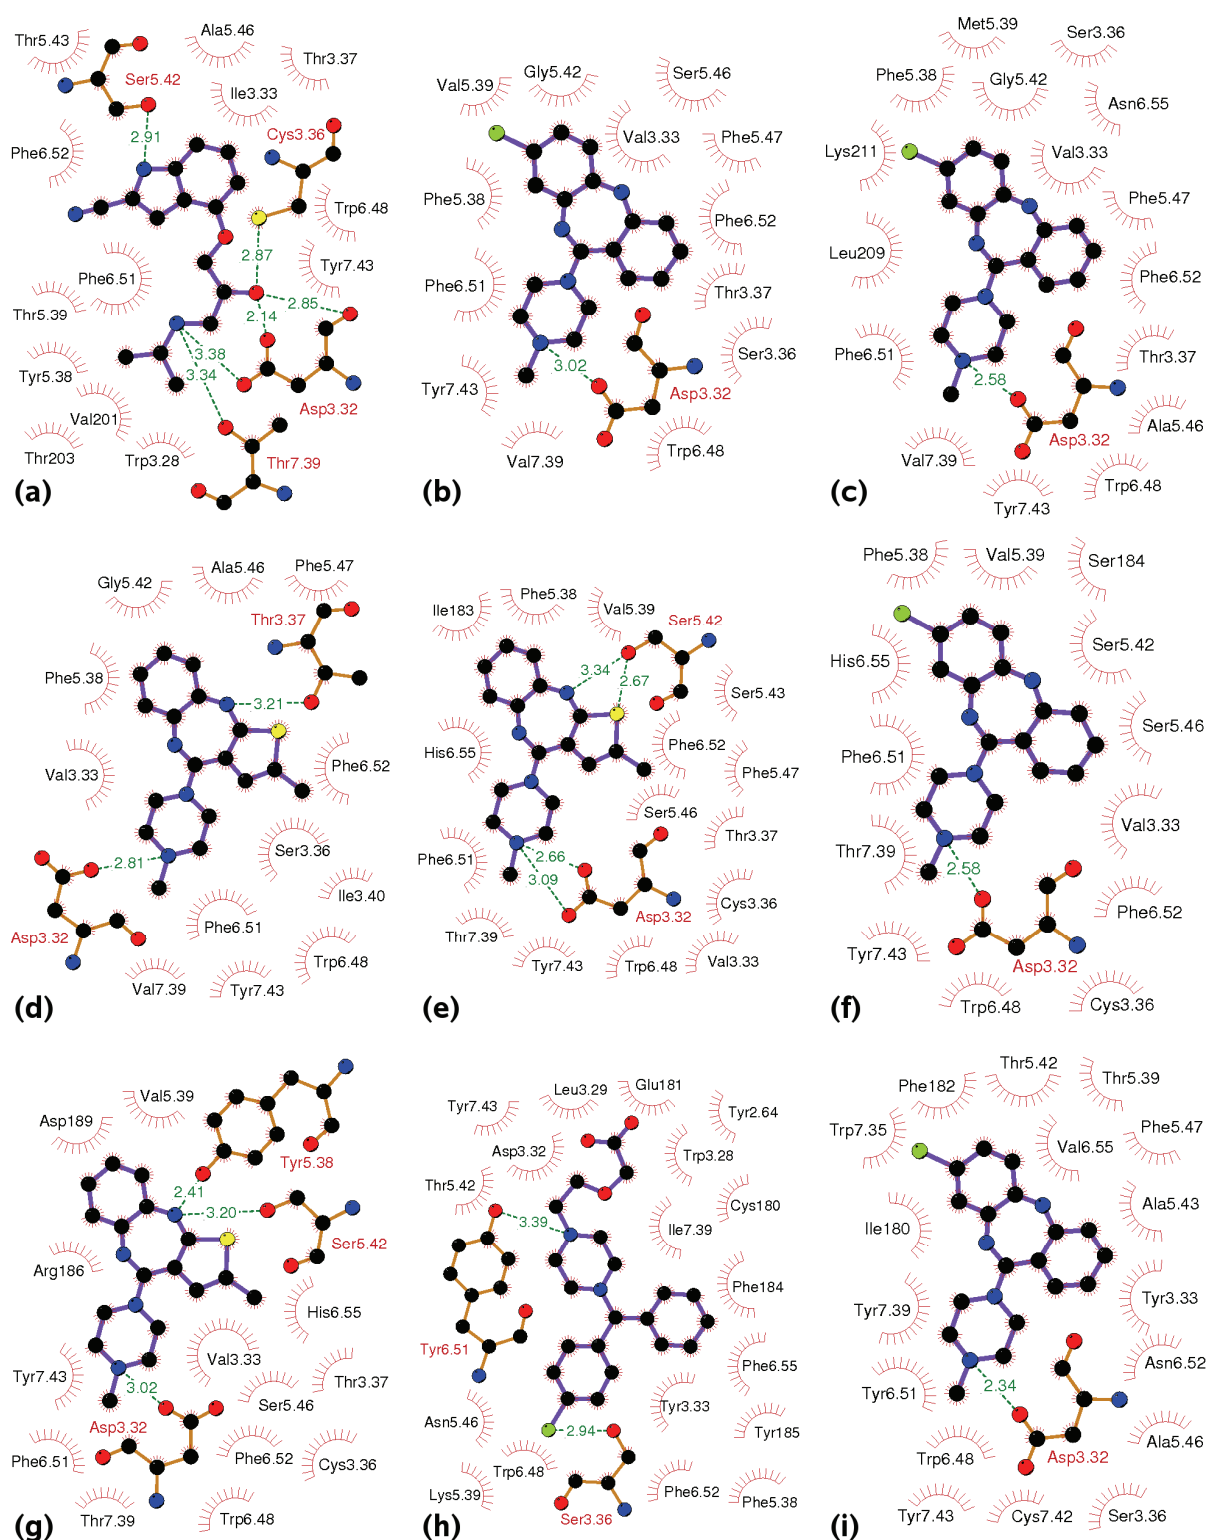 Thr5.43
Ala5.46
Thr3.37
Ser5.42
Ile3.33
2.91
Cys3.36
Phe6.52
Trp6.48
2.87
Tyr7.43
Phe6.51
2.85
Thr5.39
2.14
3.38
3.34
Tyr5.38
Asp3.32
Val201
Thr203
Trp3.28
Thr7.39
(a)
Val5.39
Gly5.42
Ser5.46
Val3.33
Phe5.47
Phe5.38
Phe6.52
Phe6.51
Thr3.37
Ser3.36
3.02
Tyr7.43
Asp3.32
Val7.39
Trp6.48
(b)
Met5.39
Ser3.36
Phe5.38
Gly5.42
Asn6.55
Lys211
Val3.33
Phe5.47
Leu209
Phe6.52
Phe6.51
Thr3.37
2.58
Ala5.46
Asp3.32
Val7.39
Trp6.48
Tyr7.43
(c)
Gly5.42
Ala5.46
Phe5.47
Thr3.37
Phe5.38
3.21
Val3.33
Phe6.52
Ser3.36
2.81
Ile3.40
Phe6.51
Asp3.32
Trp6.48
Val7.39
Tyr7.43
(d)
Ile183
Phe5.38
Val5.39
Ser5.42
3.34
2.67
Ser5.43
His6.55
Phe6.52
Phe5.47
Ser5.46
Thr3.37
Phe6.51
2.66
3.09
Cys3.36
Asp3.32
Thr7.39
Tyr7.43
Trp6.48
Val3.33
(e)
Phe5.38
Val5.39
Ser184
Ser5.42
His6.55
Ser5.46
Phe6.51
Val3.33
Thr7.39
2.58
Phe6.52
Tyr7.43
Asp3.32
Trp6.48
Cys3.36
(f)
Val5.39
Asp189
Tyr5.38
2.41
3.20
Ser5.42
Arg186
His6.55
Val3.33
Tyr7.43
Thr3.37
3.02
Ser5.46
Asp3.32
Phe6.51
Phe6.52
Cys3.36
Thr7.39
Trp6.48
(g)
Tyr7.43
Leu3.29
Glu181
Tyr2.64
Asp3.32
Trp3.28
Thr5.42
Cys180
3.39
Ile7.39
Phe184
Tyr6.51
Phe6.55
Tyr3.33
Asn5.46
Tyr185
2.94
Trp6.48
Lys5.39
Phe6.52
Phe5.38
Ser3.36
(h)
Thr5.42
Phe182
Thr5.39
Trp7.35
Phe5.47
Val6.55
Ala5.43
Ile180
Tyr3.33
Tyr7.39
Asn6.52
Tyr6.51
2.34
Ala5.46
Trp6.48
Asp3.32
Tyr7.43
Cys7.42
Ser3.36
(i)